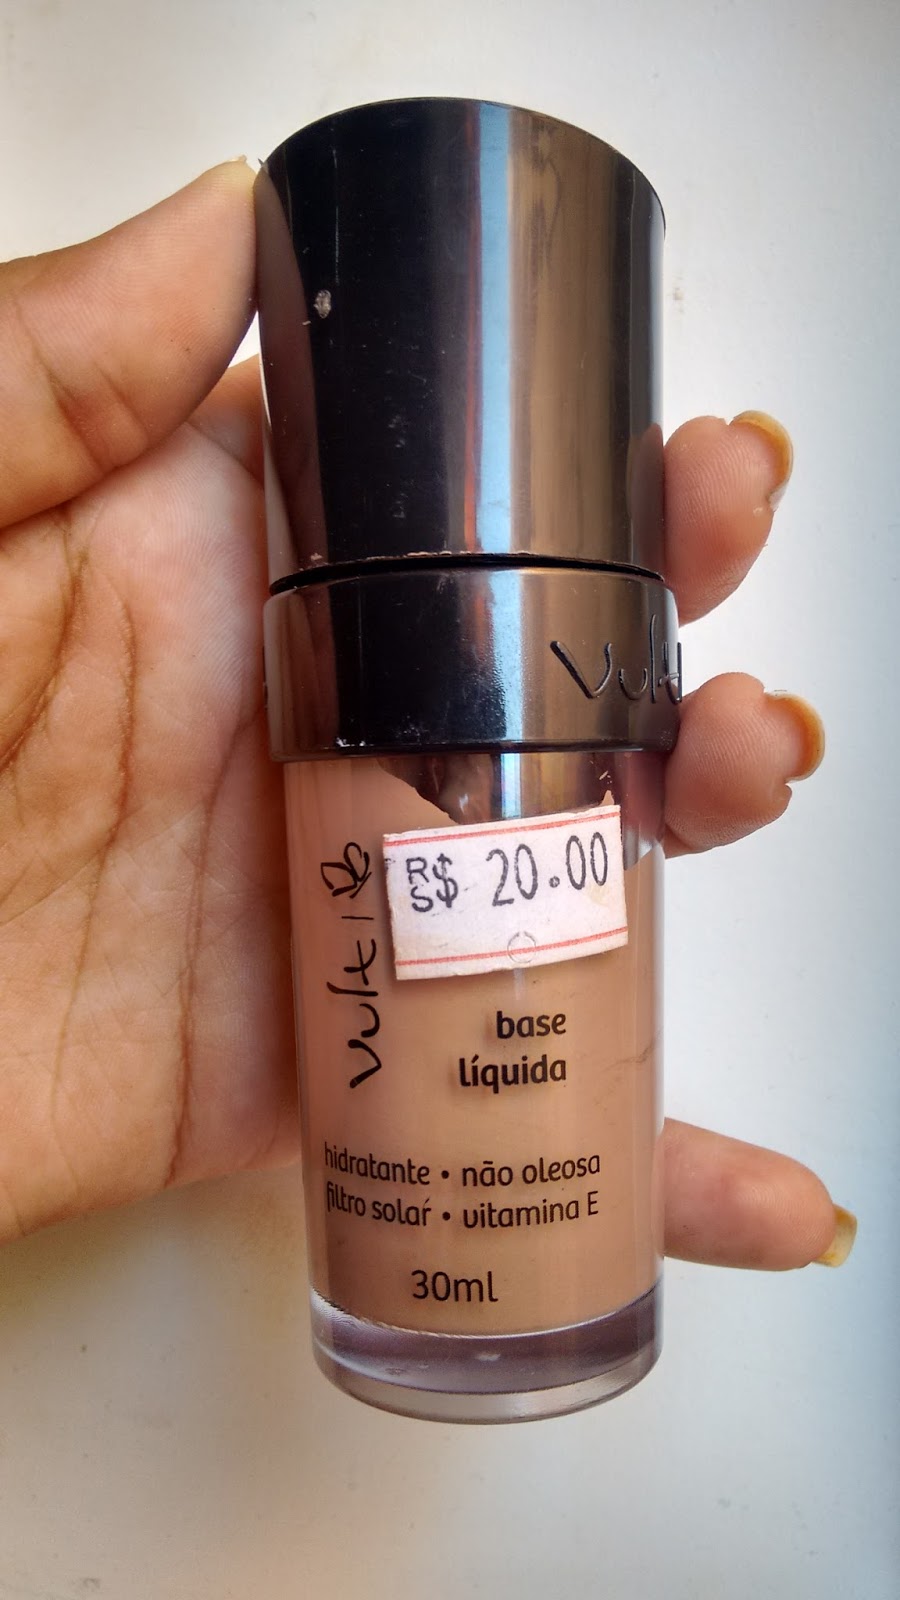 Vult
R$ 20.00
vult
base
líquida
hidratante • não oleosa
filtro solar • vitamina E
30ml